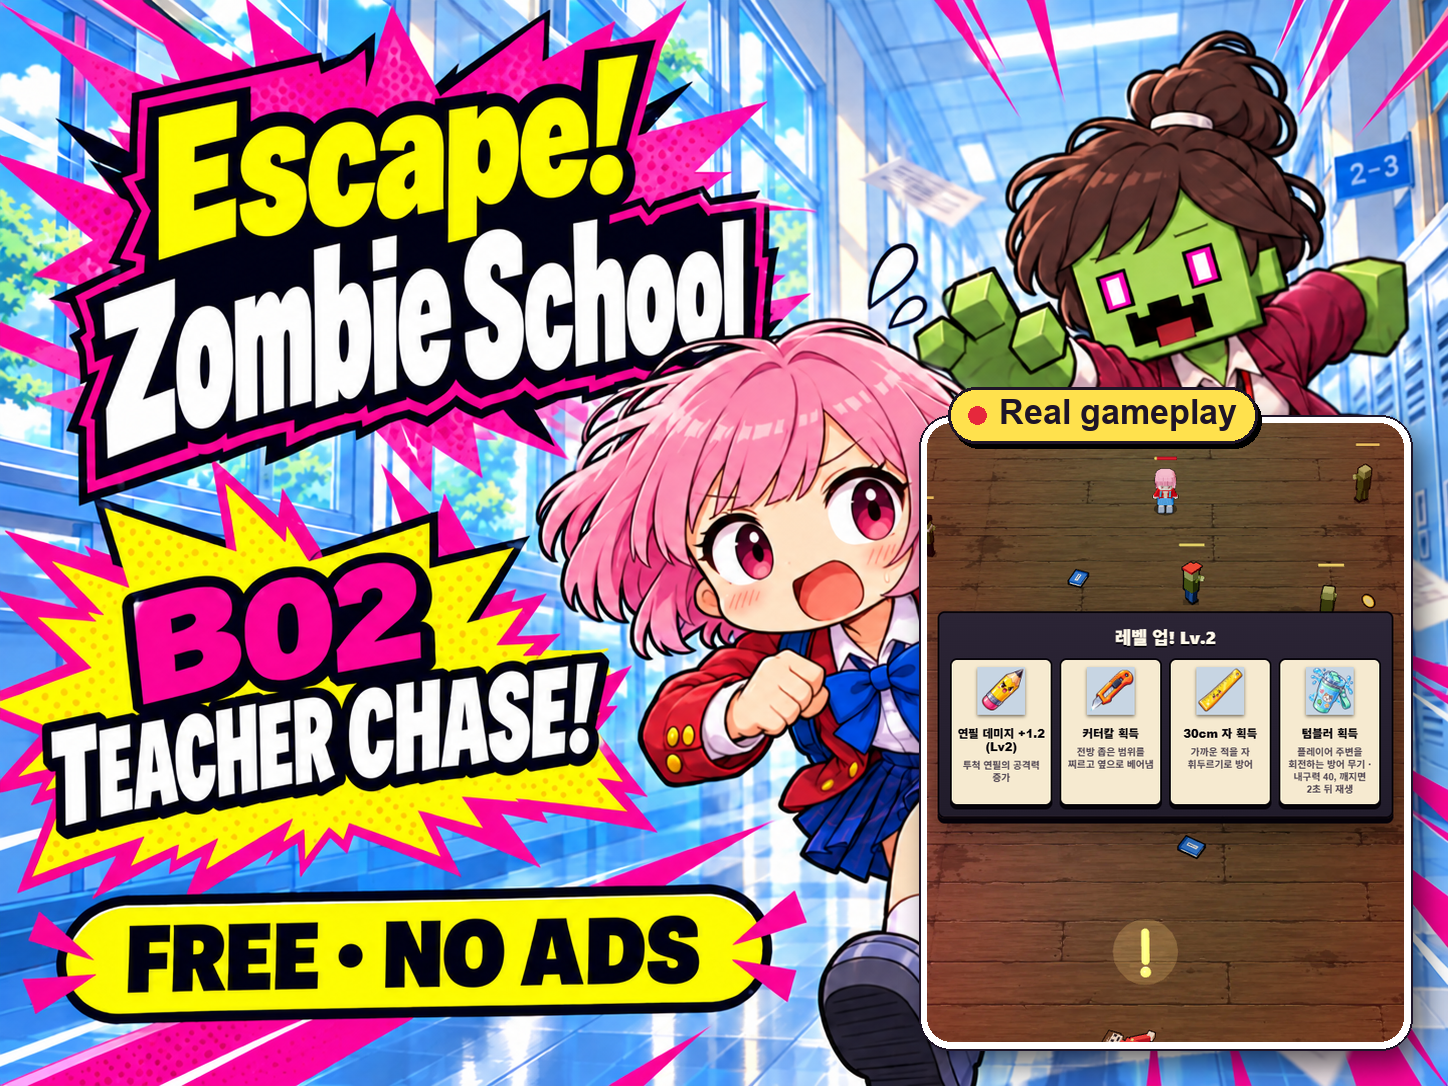 Escape!
Zombie School
B02
TEACHER CHASE!
FREE • NO ADS
2-3
Real gameplay
레벨 업! Lv.2
연필 데미지 +1.2
(Lv2)
투척 연필의 공격력
증가
커터칼 획득
전방 좁은 범위를
찌르고 옆으로 베어냄
30cm 자 획득
가까운 적을 자
휘두르기로 방어
텀블러 획득
플레이어 주변을
회전하는 방어 무기 ·
내구력 40, 깨지면
2초 뒤 재생
!